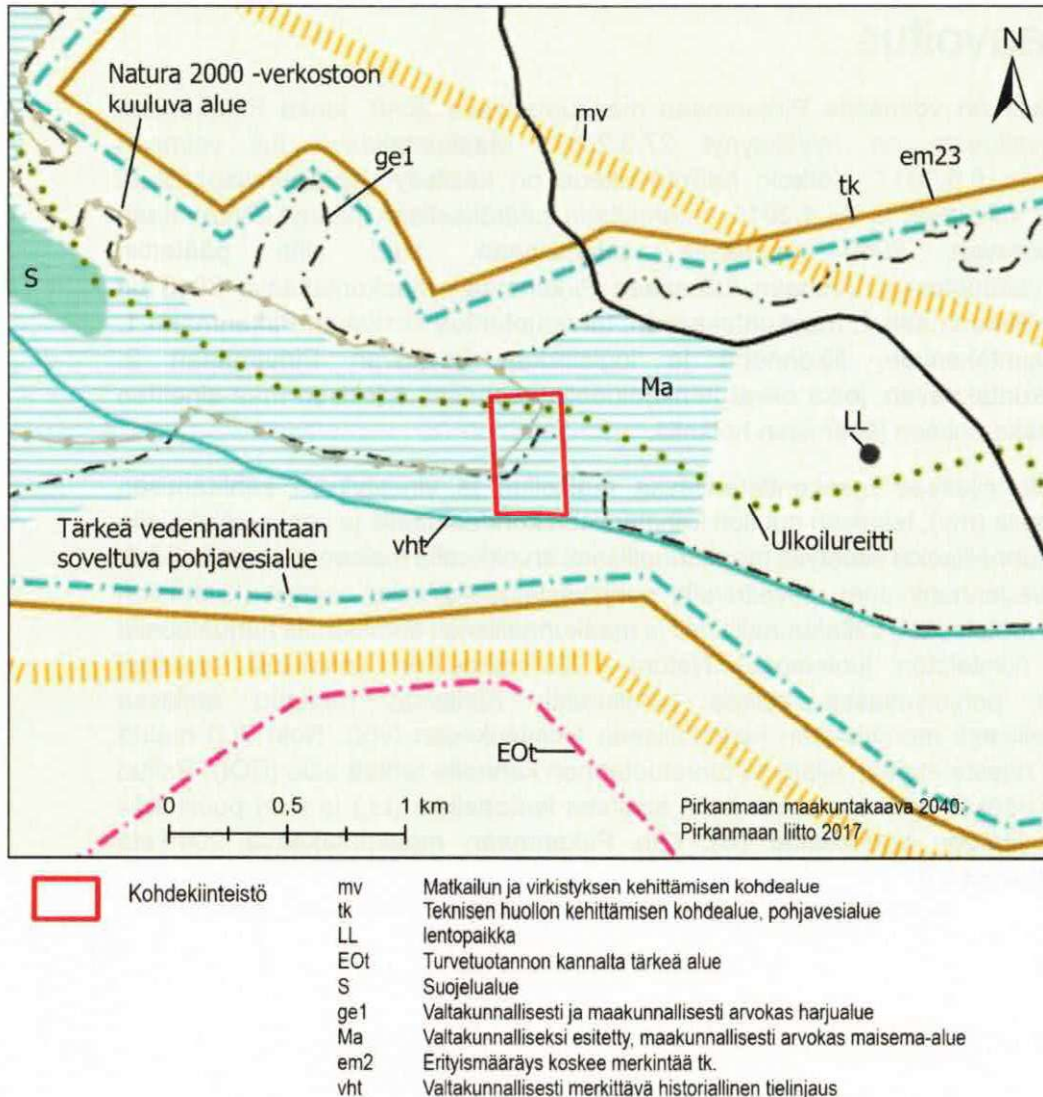 N
Natura 2000 -verkostoon
kuuluva alue
mv
ge1
em23
tk
S
Ma
LL
Tärkeä vedenhankintaan
soveltuva pohjavesialue
vht
Ulkoilureitti
EOt
0 0.5 1 km
Pirkanmaan maakuntakaava 2040;
Pirkanmaan liitto 2017
Kohdekiinteistö
mv Matkailun ja virkistyksen kehittämisen kohdealue
tk Teknisen huollon kehittämisen kohdealue, pohjavesialue
LL lentopaikka
EOt Turvetuotannon kannalta tärkeä alue
S Suojelualue
ge1 Valtakunnallisesti ja maakunnallisesti arvokas harjualue
Ma Valtakunnalliseksi esitetty, maakunnallisesti arvokas maisema-alue
em2 Erityismääräys koskee merkintää tk.
vht Valtakunnallisesti merkittävä historiallinen tielinjaus